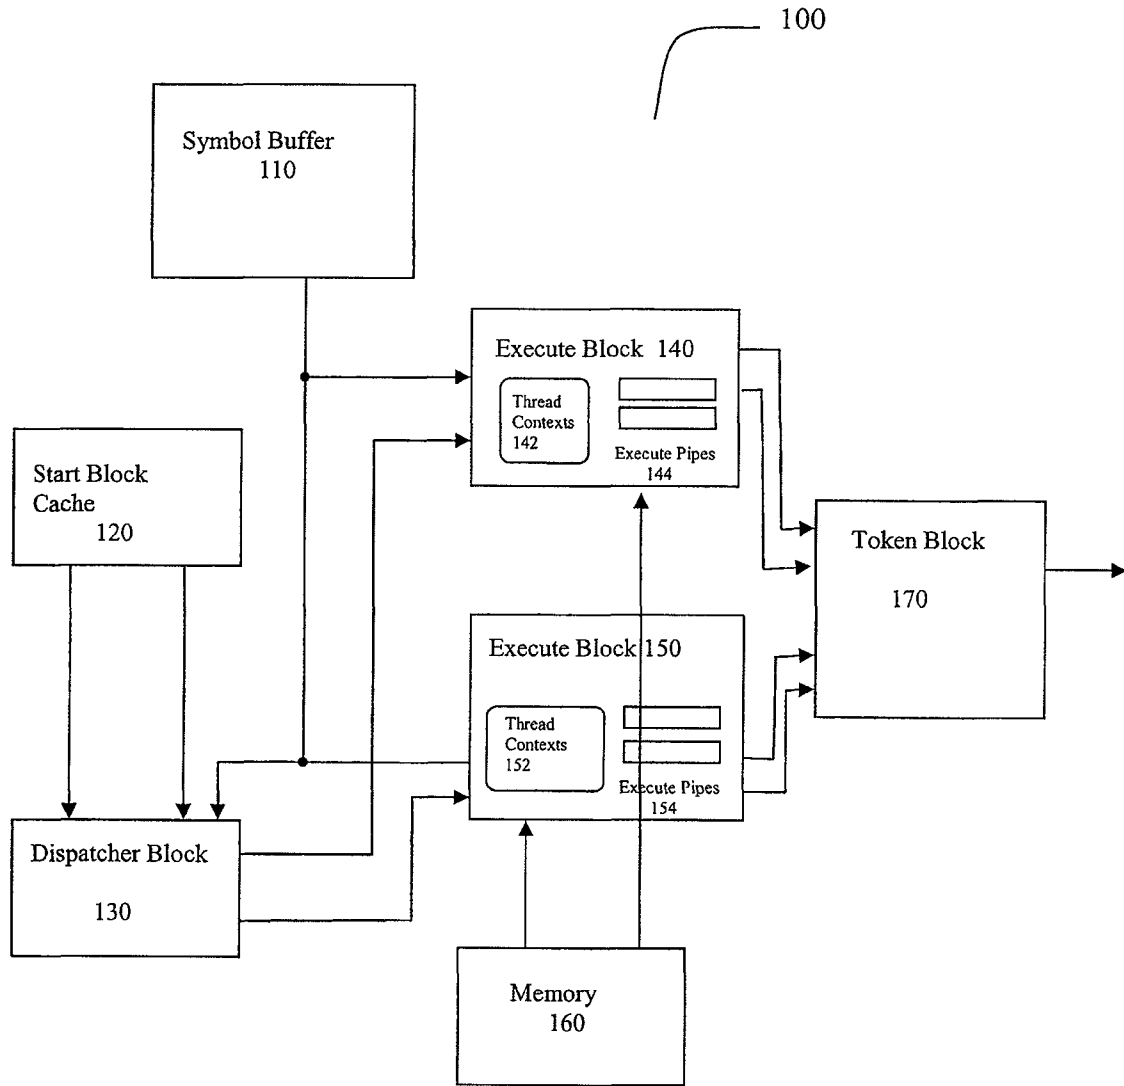 100
Symbol Buffer
110
Execute Block 140
Thread
Contexts
142
Execute Pipes
144
Start Block
Cache
120
Token Block
170
Execute Block 150
Thread
Contexts
152
Execute Pipes
154
Dispatcher Block
130
Memory
160